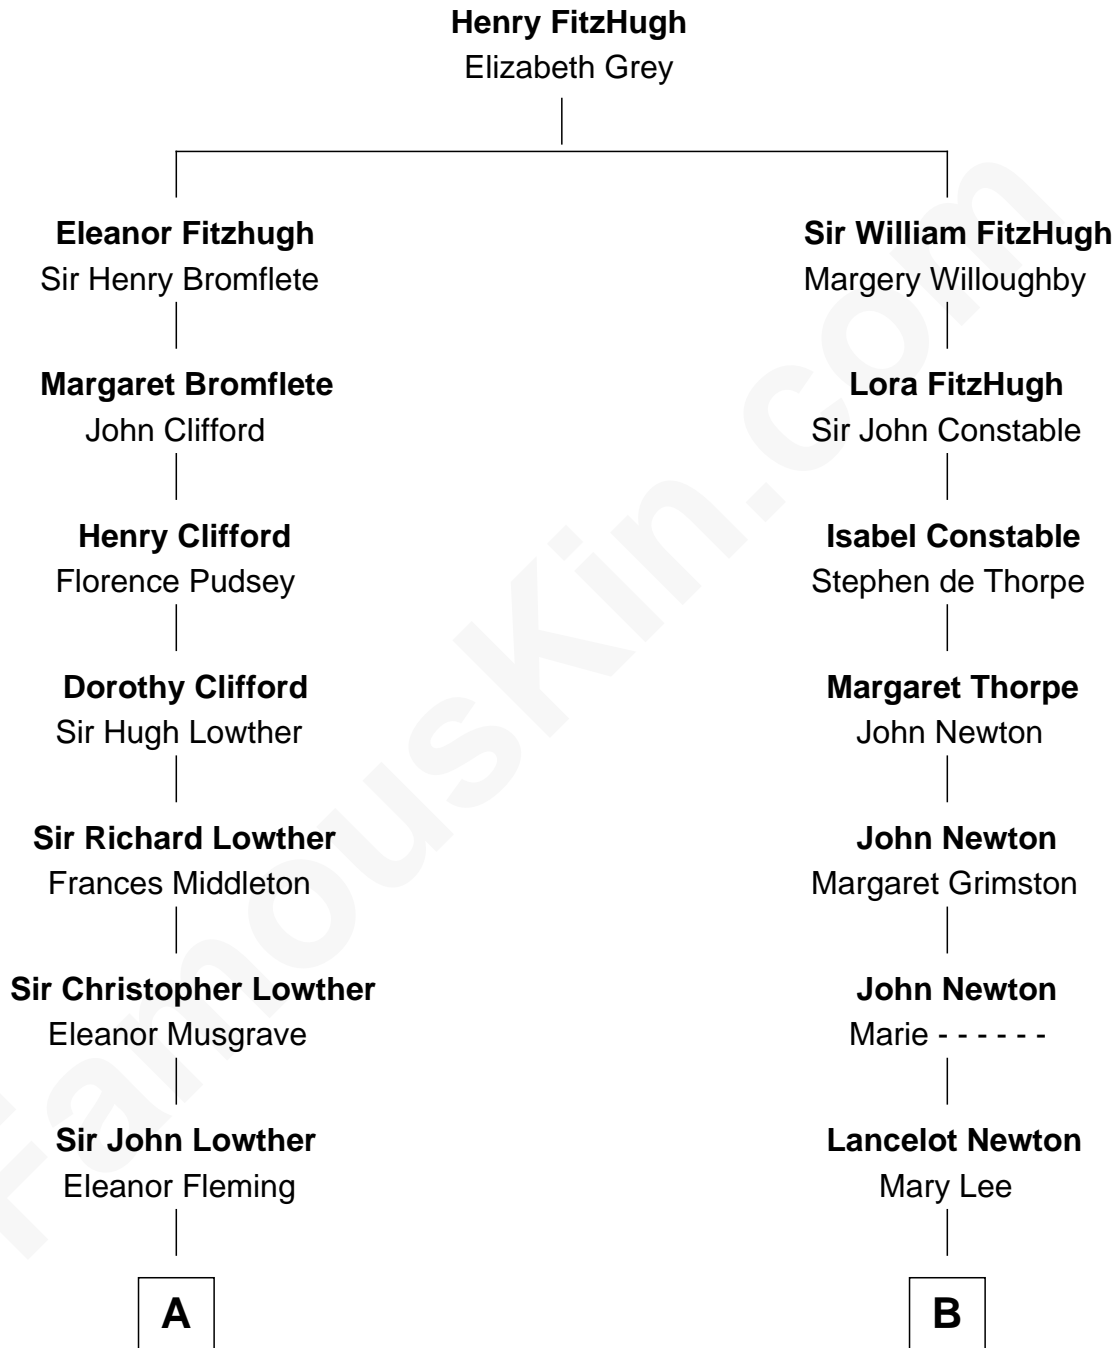 Henry FitzHugh
Elizabeth Grey
Eleanor Fitzhugh
Sir Henry Bromflete
Margaret Bromflete
John Clifford
Henry Clifford
Florence Pudsey
Dorothy Clifford
Sir Hugh Lowther
Sir Richard Lowther
Frances Middleton
Sir Christopher Lowther
Eleanor Musgrave
Sir John Lowther
Eleanor Fleming
A
Sir William FitzHugh
Margery Willoughby
Lora FitzHugh
Sir John Constable
Isabel Constable
Stephen de Thorpe
Margaret Thorpe
John Newton
John Newton
Margaret Grimston
John Newton
Marie - - - - - -
Lancelot Newton
Mary Lee
B
FamousKin.com